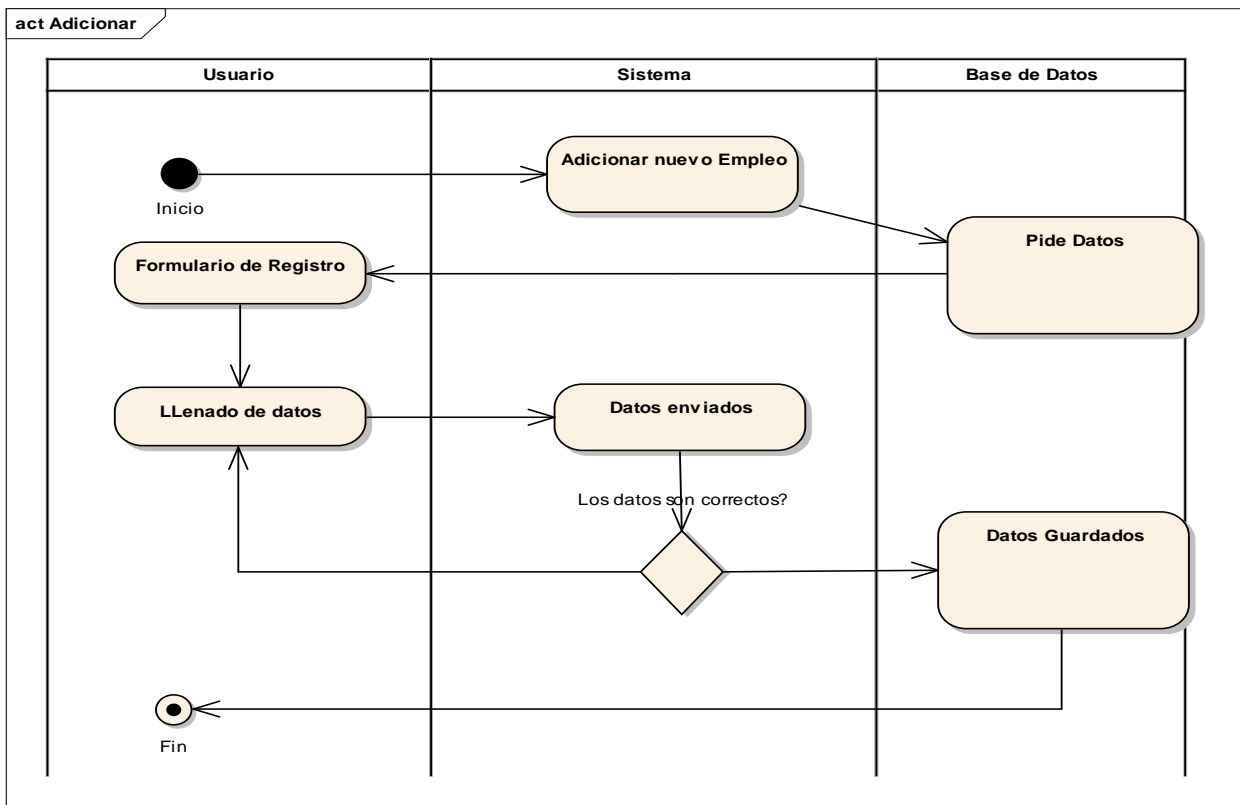 act Adicionar
Usuario
Sistema
Base de Datos
Adicionar nuevo Empleo
Inicio
Pide Datos
Formulario de Registro
LLenado de datos
Datos enviados
Los datos son correctos?
Datos Guardados
Fin